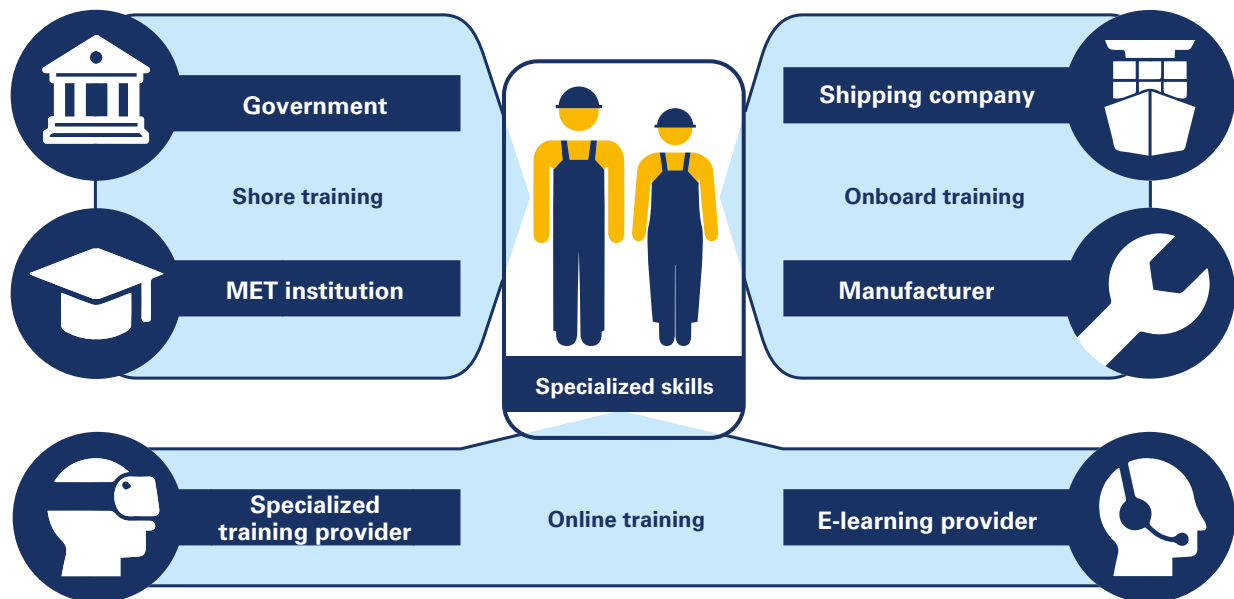 Government
Shore training
MET institution
Shipping company
Onboard training
Manufacturer
Specialized skills
Specialized
training provider
Online training
E-learning provider